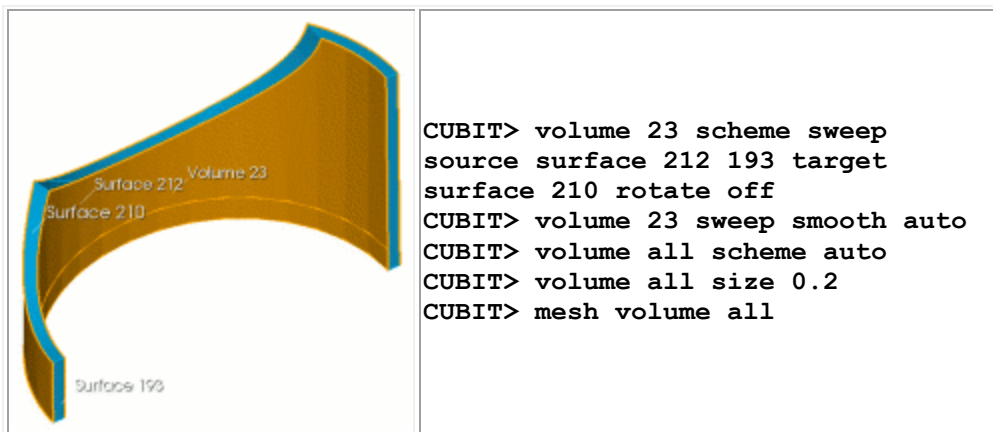 Surface 212 Volume 23
Surface 210
Surface 193
CUBIT> volume 23 scheme sweep
source surface 212 193 target
surface 210 rotate off
CUBIT> volume 23 sweep smooth auto
CUBIT> volume all scheme auto
CUBIT> volume all size 0.2
CUBIT> mesh volume all